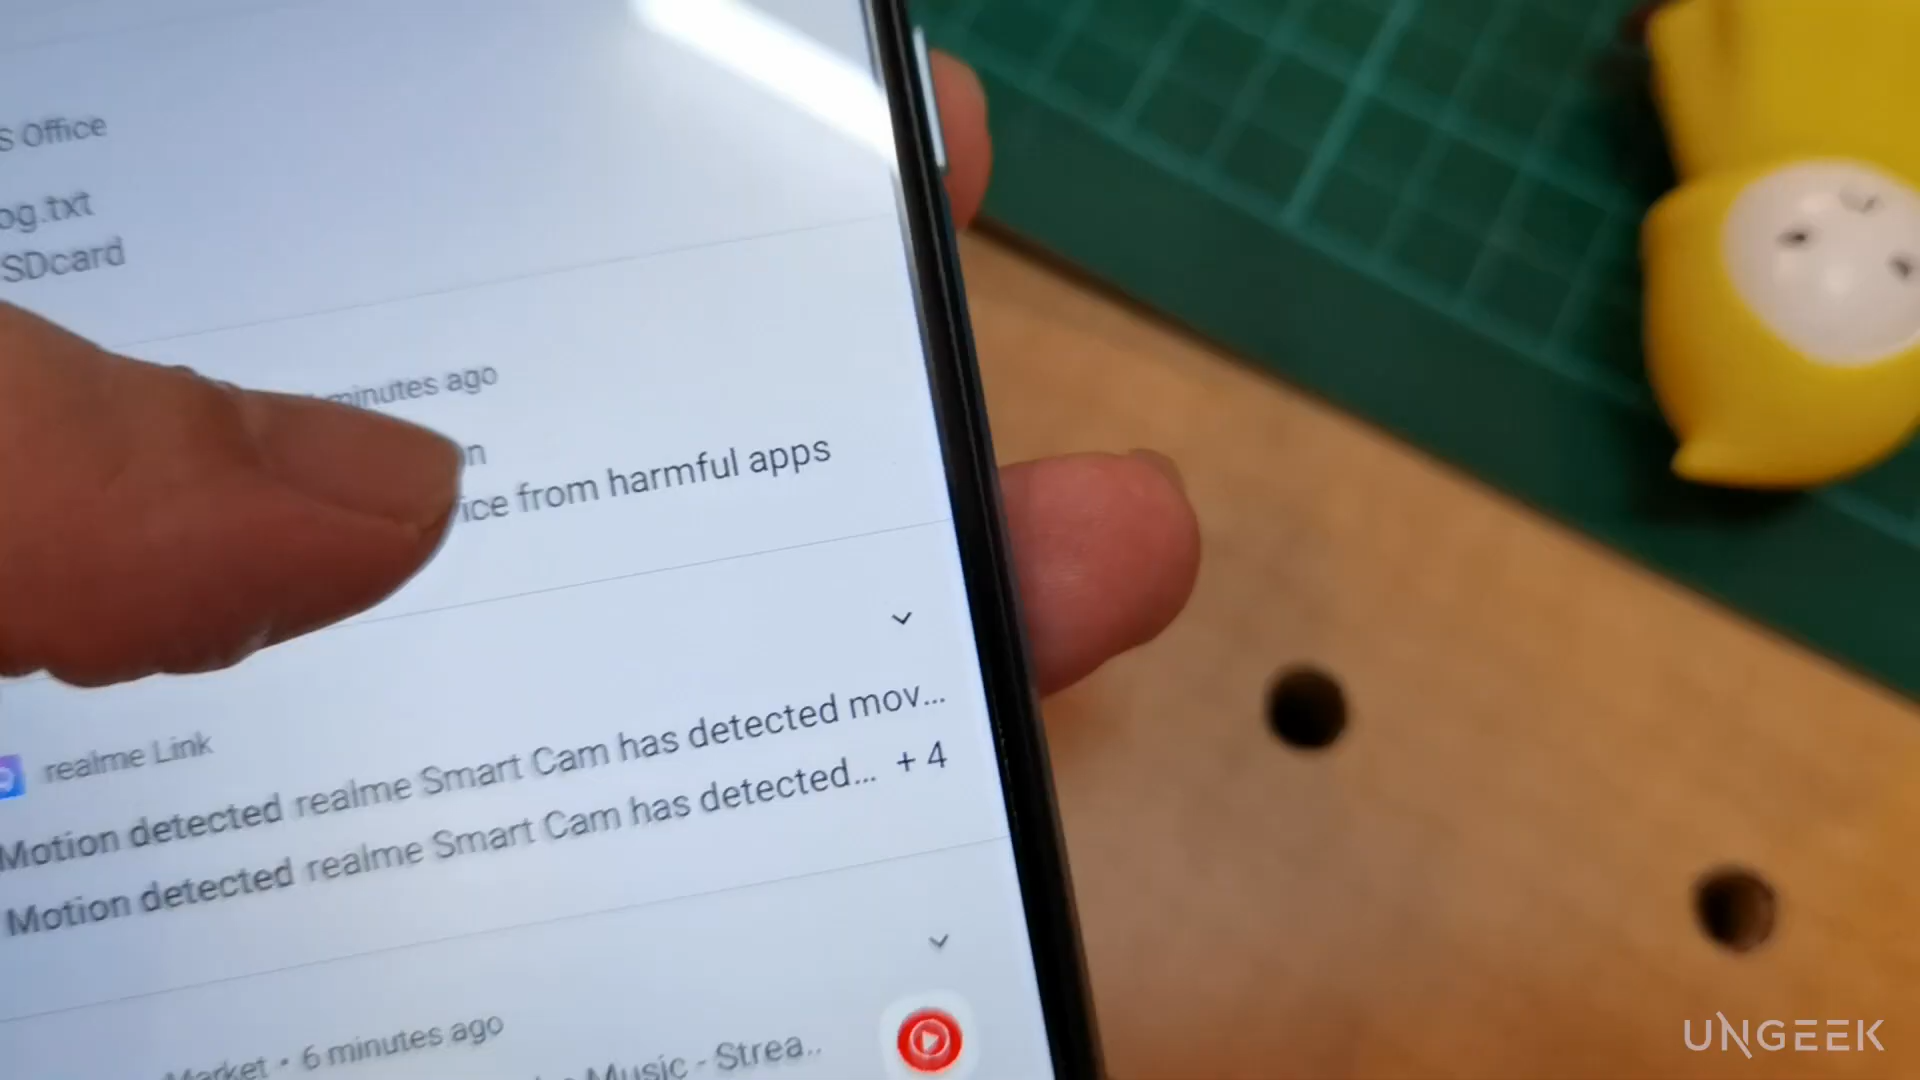 S Office
og.txt
SDcard
minutes ago
n
ice from harmful apps
realme Link
Motion detected realme Smart Cam has detected mov...
Motion detected realme Smart Cam has detected... + 4
Market • 6 minutes ago
Music - Strea..
UNGEEK